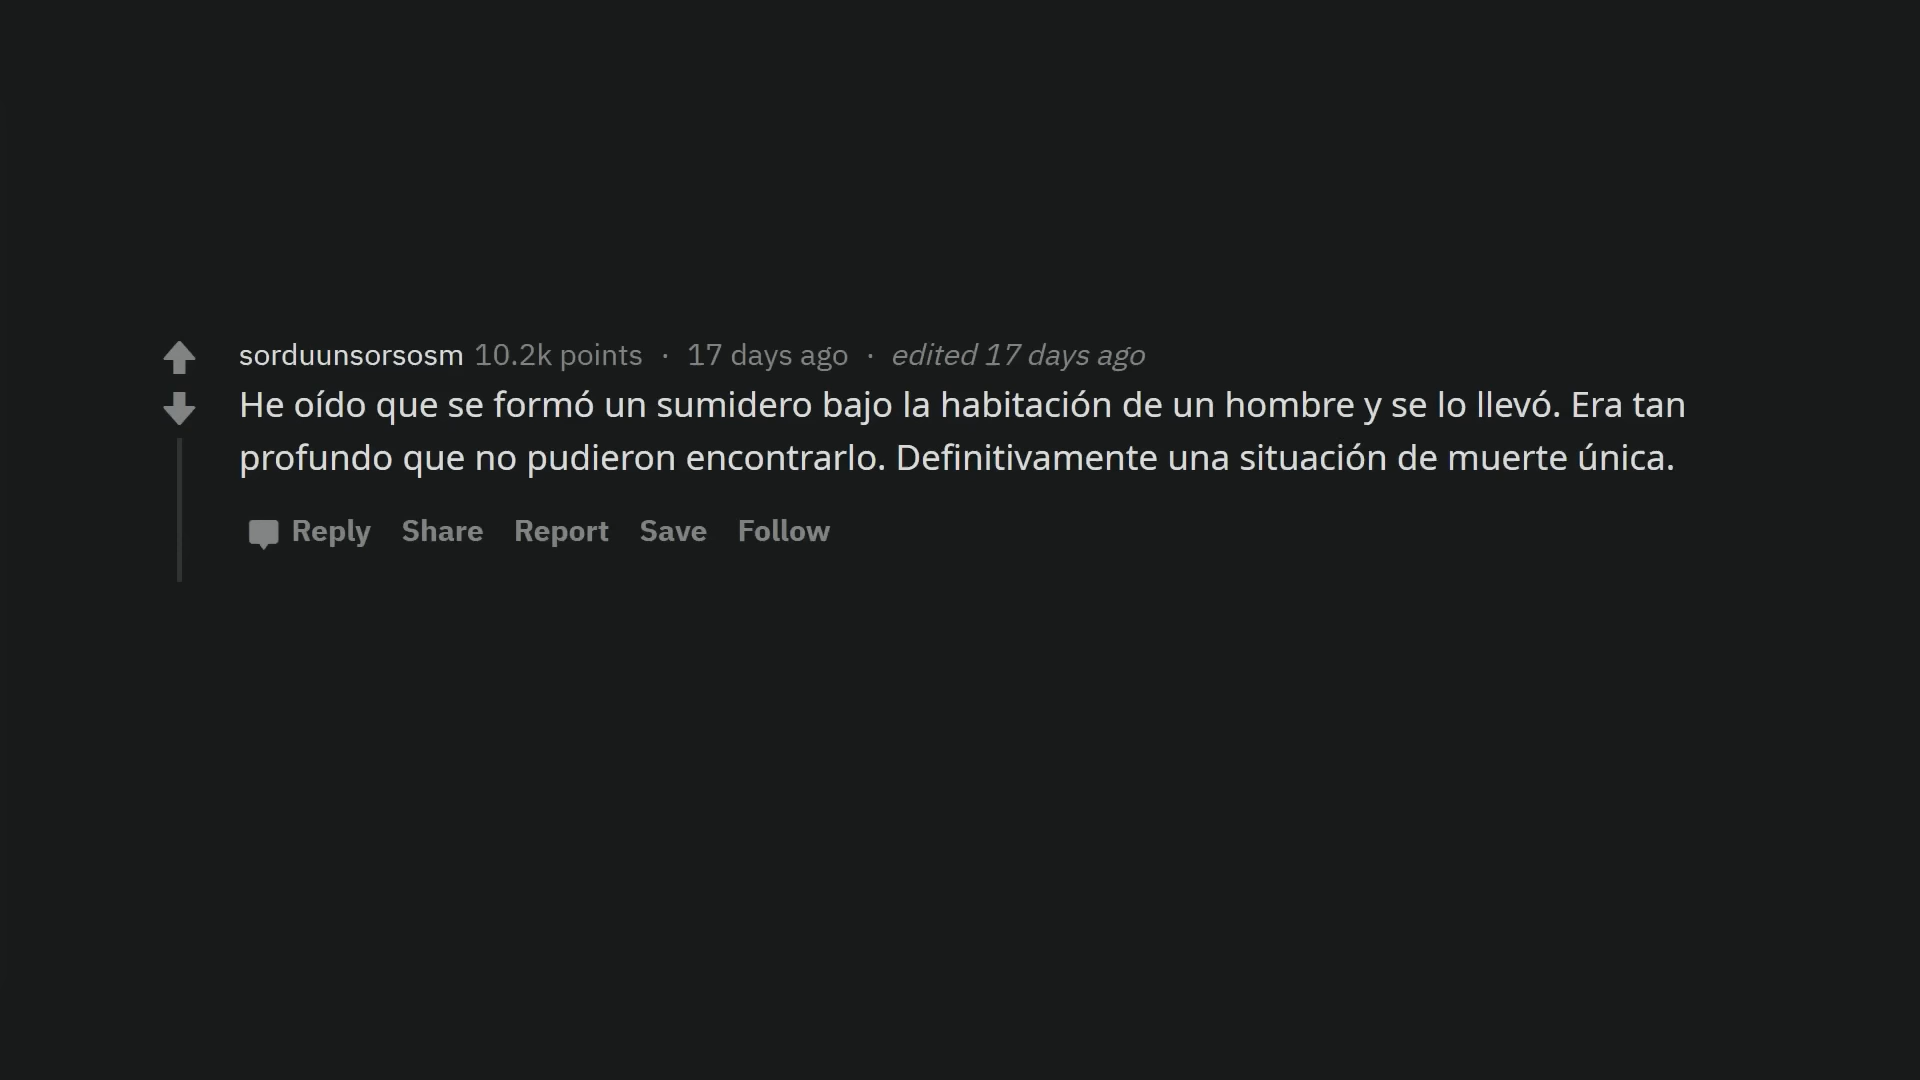 sorduunsorsosm 10.2k points · 17 days ago · edited 17 days ago
He oído que se formó un sumidero bajo la habitación de un hombre y se lo llevó. Era tan
profundo que no pudieron encontrarlo. Definitivamente una situación de muerte única.
Reply Share Report Save Follow